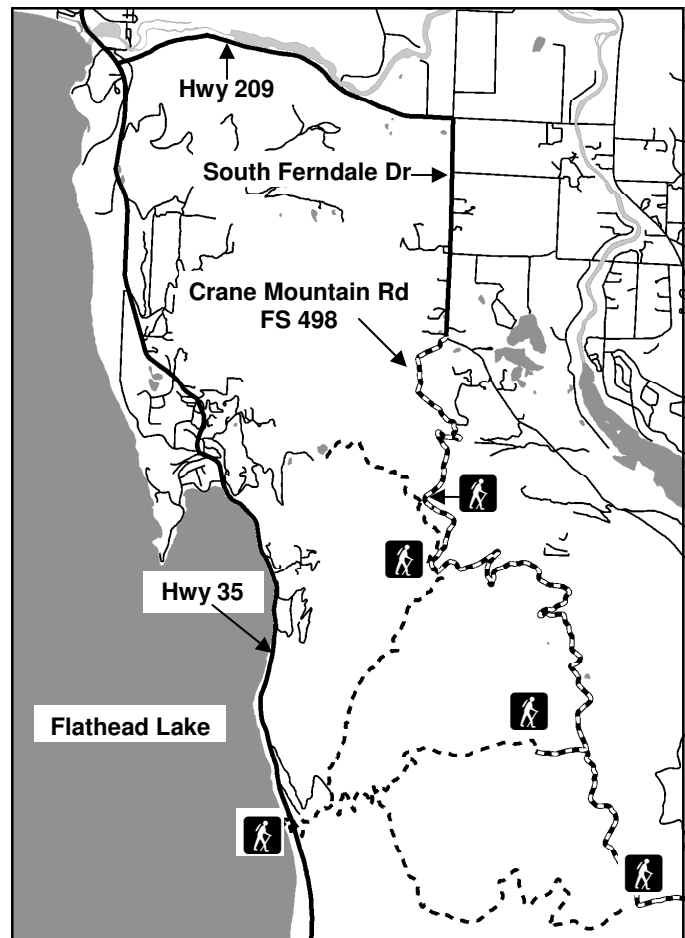 Hwy 209
South Ferndale Dr
Crane Mountain Rd
FS 498
Hwy 35
Flathead Lake